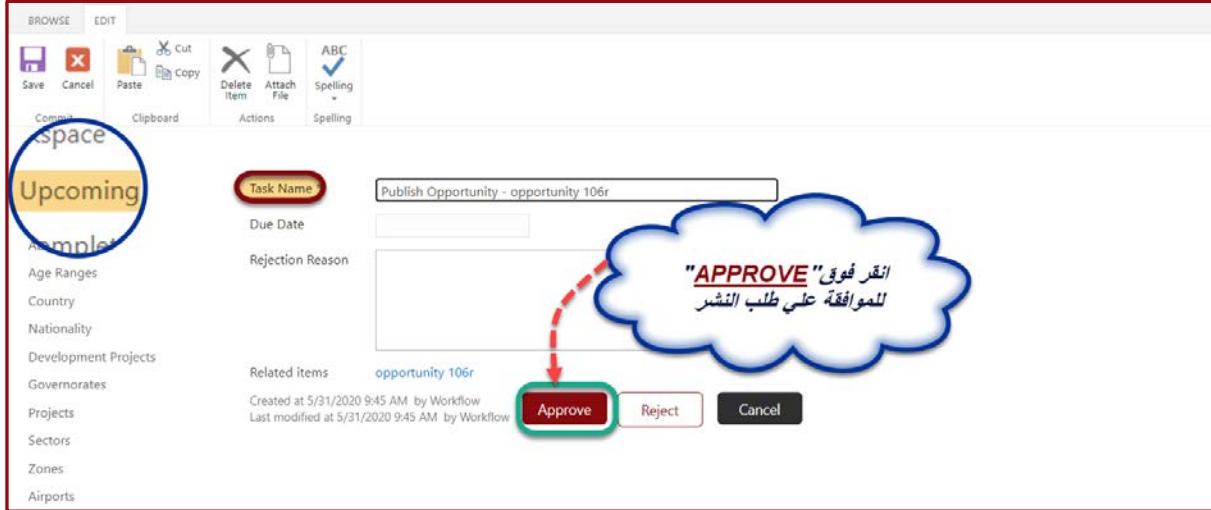 BROWSE EDIT
Save
Cancel
Paste
Cut
Copy
Delete Item
Attach File
ABC
Spelling
Commit
Clipboard
Actions
Spelling
Upcoming
Age Ranges
Country
Nationality
Development Projects
Governorates
Projects
Sectors
Zones
Airports
Task Name *
Publish Opportunity - opportunity 106r
Due Date
Rejection Reason
انقر فوق "APPROVE"
للموافقة علي طلب النشر
Related items opportunity 106r
Created at 5/31/2020 9:45 AM by Workflow
Last modified at 5/31/2020 9:45 AM by Workflow
Approve
Reject
Cancel